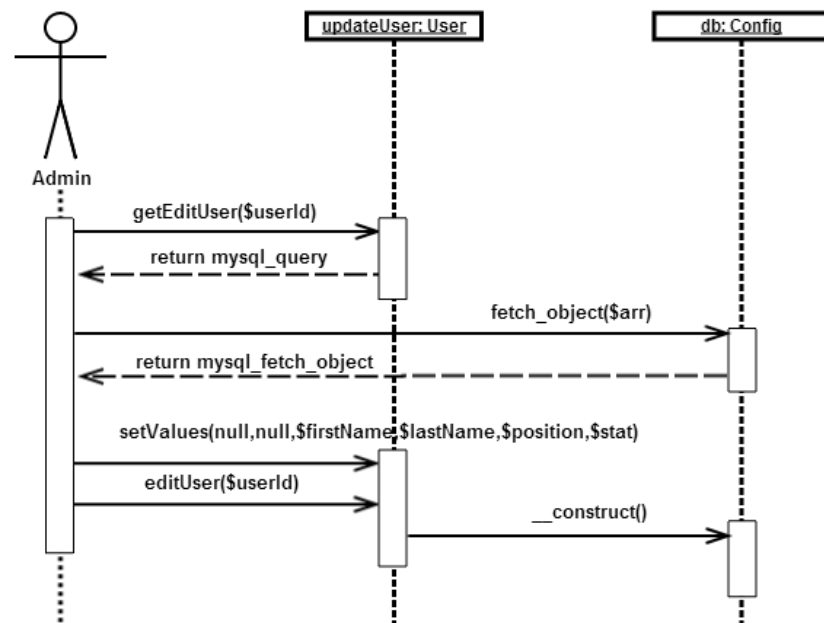 updateUser: User
db: Config
Admin
getEditUser($userId)
return mysql_query
fetch_object($arr)
return mysql_fetch_object
setValues(null,null,$firstName,$lastName,$position,$stat)
editUser($userId)
__construct()